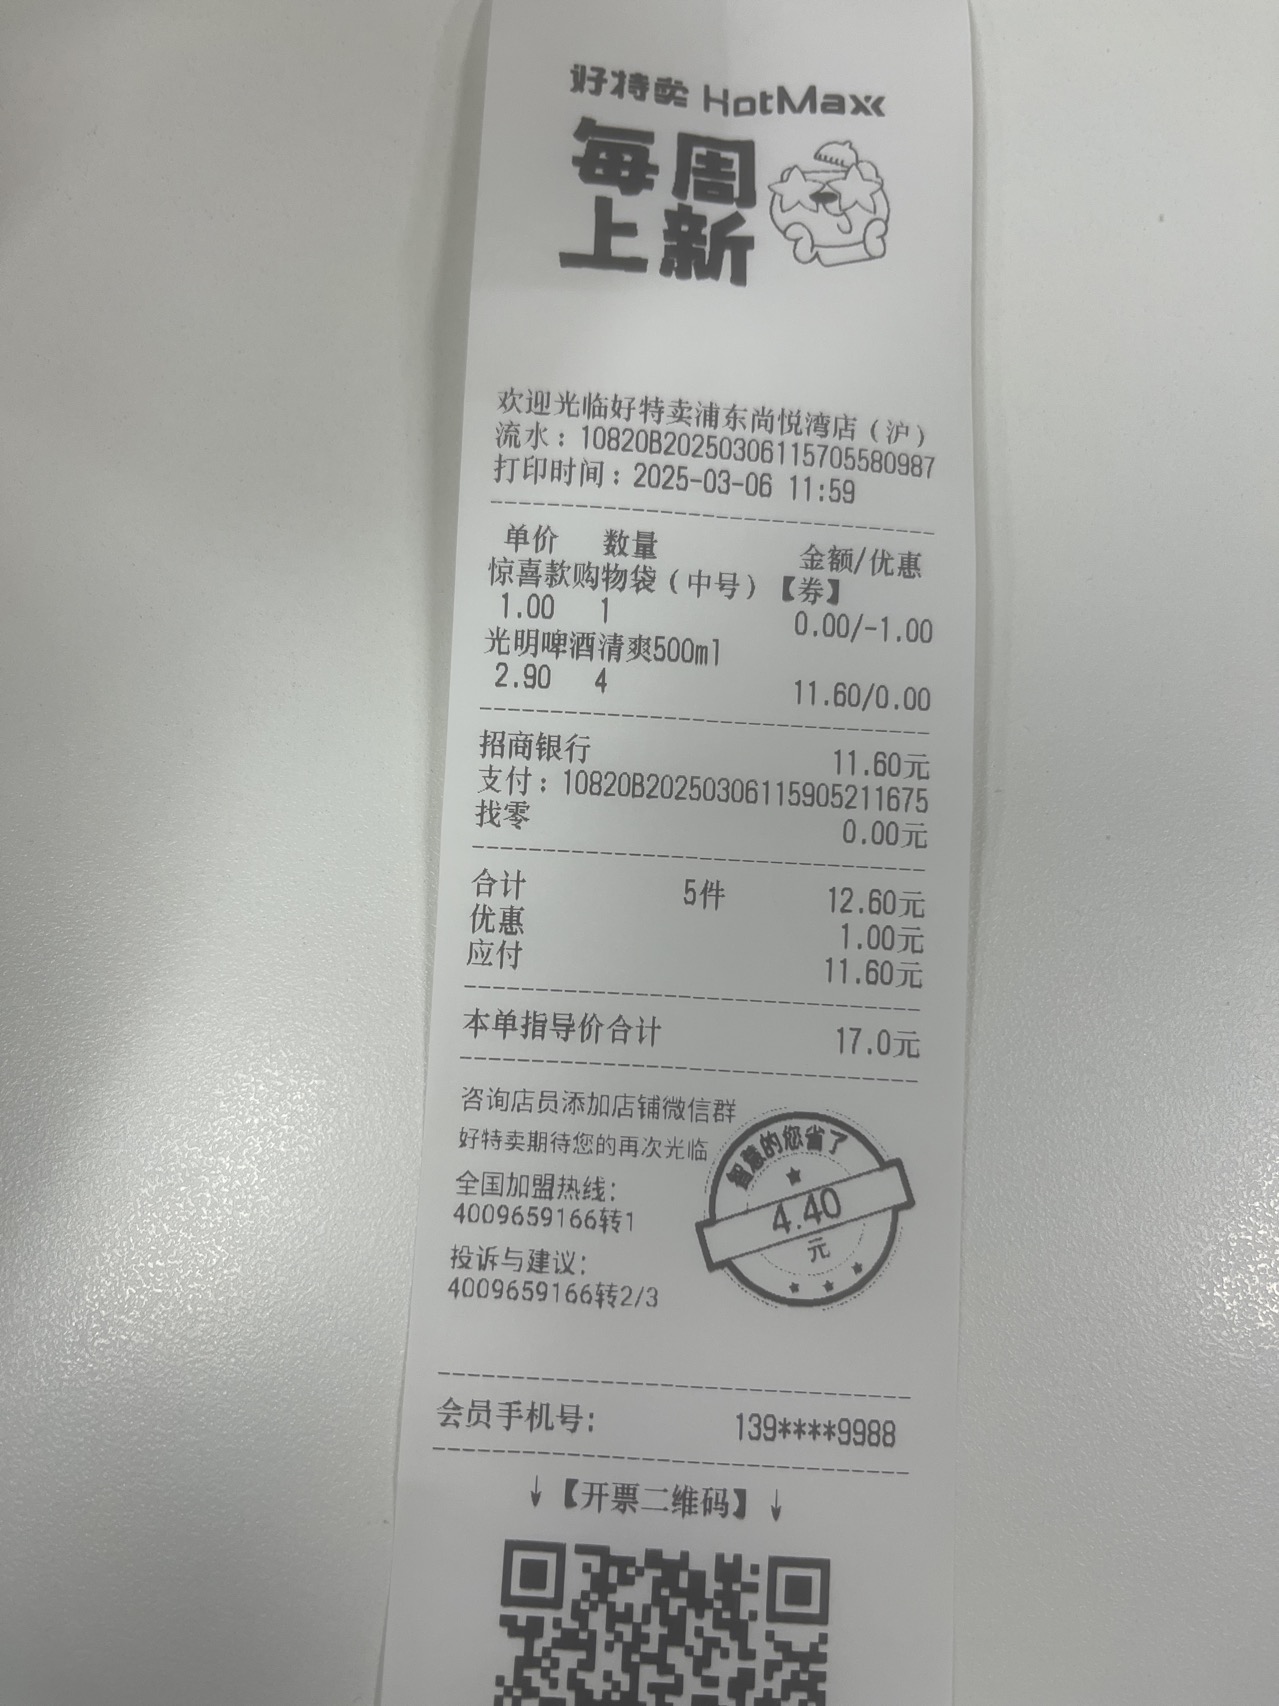 好特卖 HotMaxx
每周
上新
欢迎光临好特卖浦东尚悦湾店（沪）
流水：10820B20250306115705580987
打印时间：2025-03-06 11:59
单价 数量 金额/优惠
惊喜款购物袋（中号）【券】
1.00 1 0.00/-1.00
光明啤酒清爽500ml
2.90 4 11.60/0.00
招商银行 11.60元
支付：10820B20250306115905211675
找零 0.00元
合计 5件 12.60元
优惠 1.00元
应付 11.60元
本单指导价合计 17.0元
咨询店员添加店铺微信群
好特卖期待您的再次光临
全国加盟热线：
4009659166转1
投诉与建议：
4009659166转2/3
智慧的您省了
4.40
元
会员手机号： 139****9988
↓【开票二维码】↓